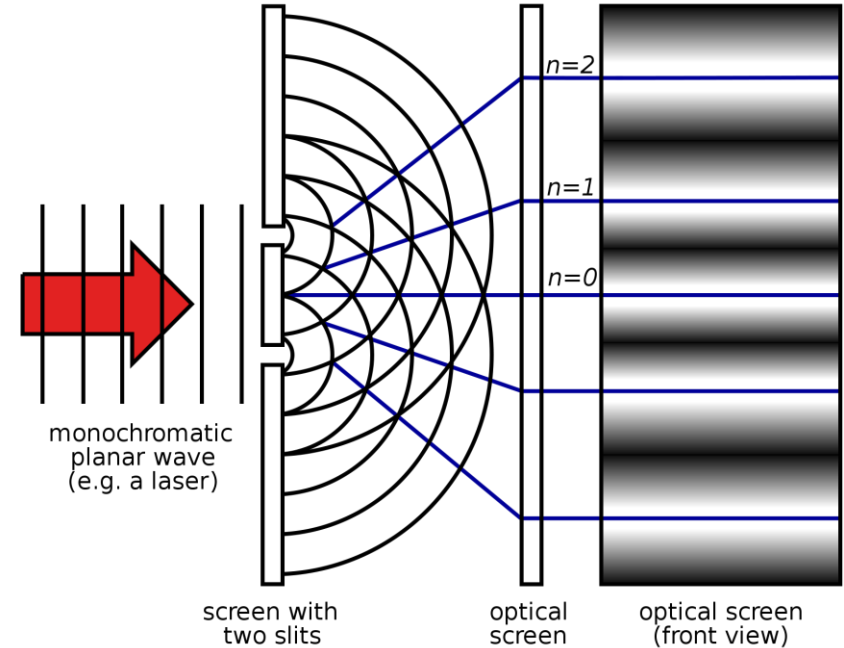 n=2
n=1
n=0
monochromatic
planar wave
(e.g. a laser)
screen with
two slits
optical
screen
optical screen
(front view)